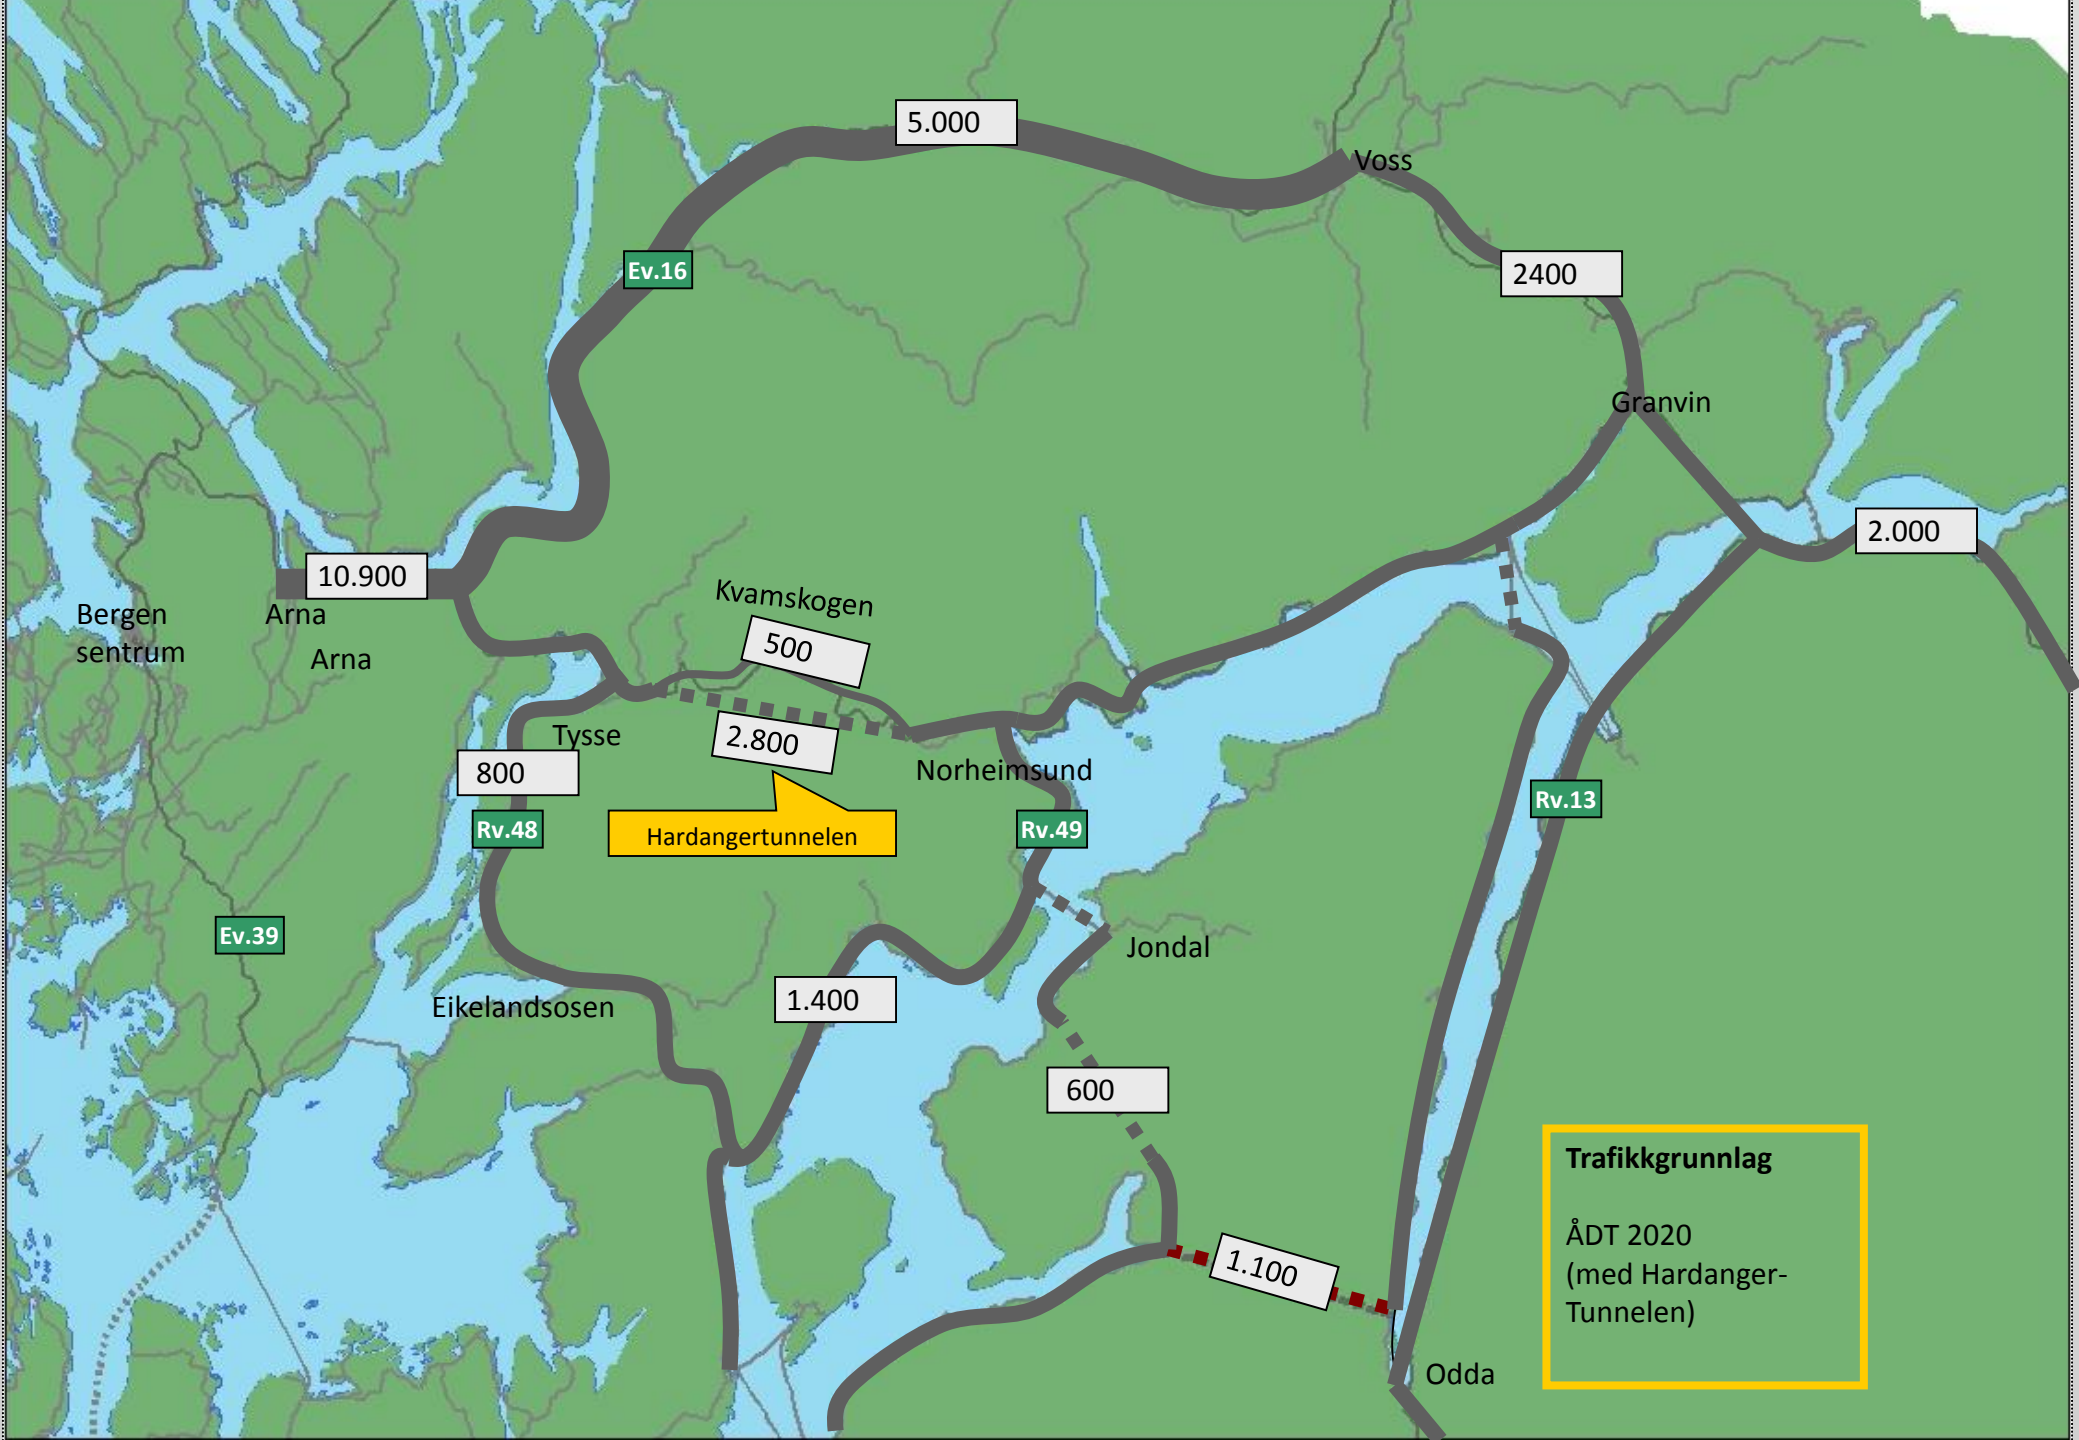 5.000
Voss
Ev.16
2400
Granvin
2.000
10.900
Bergen
sentrum
Arna
Arna
Kvamskogen
500
2.800
Tysse
Norheimsund
800
Hardangertunnelen
Rv.48
Rv.49
Rv.13
Ev.39
Jondal
Eikelandsosen
1.400
600
1.100
Odda
Trafikkgrunnlag
ÅDT 2020
(med Hardanger-
Tunnelen)